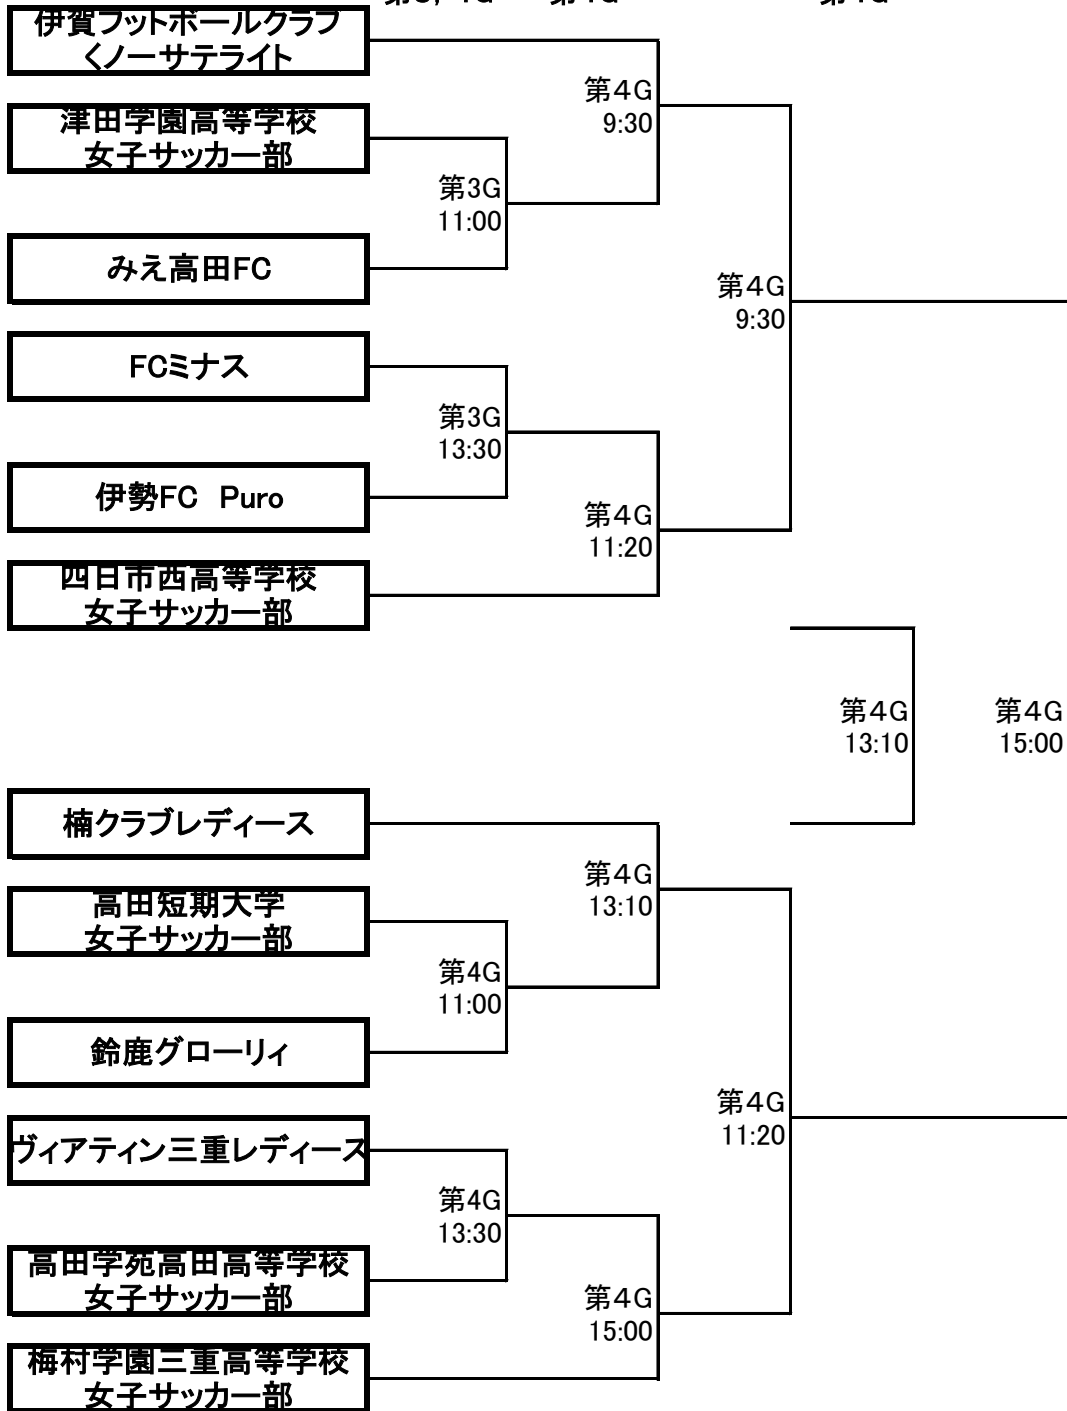 伊賀フットボールクラブ
くノ一サテライト
第4G
9:30
津田学園高等学校
女子サッカー部
第3G
11:00
みえ高田FC
第4G
9:30
FCミナス
第3G
13:30
伊勢FC Puro
第4G
11:20
四日市西高等学校
女子サッカー部
第4G
13:10
第4G
15:00
楠クラブレディース
第4G
13:10
高田短期大学
女子サッカー部
第4G
11:00
鈴鹿グローリィ
第4G
11:20
ヴィアティン三重レディース
第4G
13:30
高田学苑高田高等学校
女子サッカー部
第4G
15:00
梅村学園三重高等学校
女子サッカー部